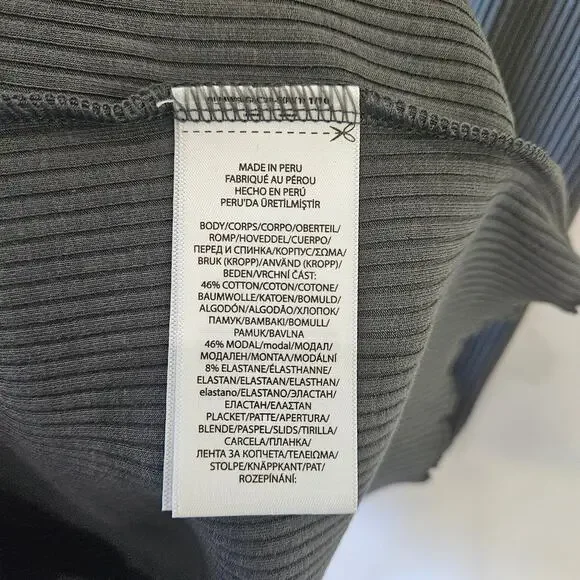 MADE IN PERU
FABRIQUÉ AU PÉROU
HECHO EN PERÚ
PERU'DA ÜRETİLMİŞTİR
BODY/CORPS/CORPO/OBERTEIL/
ROMP/HOVEDDEL/CUERPO/
ПЕРЕД И СПИНКА/КОРПУС/ΣΩΜΑ/
BRUK (KROPP)/ANVÄND (KROPP)/
BEDEN/VRCHNÍ ČÁST:
46% COTTON/COTON/COTONE/
BAUMWOLLE/KATOEN/BOMULD/
ALGODÓN/ALGODÃO/ХЛОПОК/
ПАМУК/ΒΑΜΒΑΚΙ/BOMULL/
PAMUK/BAVLNA
46% MODAL/modal/МОДАЛ/
МОДАЛЕН/ΜΟΝΤΑΛ/MODÁLNÍ
8% ELASTANE/ÉLASTHANNE/
ELASTAN/ELASTAAN/ELASTHAN/
elastano/ELASTANO/ЭЛАСТАН/
ЕЛАСТАН/ΕΛΑΣΤΑΝ
PLACKET/PATTE/APERTURA/
BLENDE/PASPEL/SLIDS/TIRILLA/
CARCELA/ПЛАНКА/
ЛЕНТА ЗА КОПЧЕТА/ΤΕΛΕΙΩΜΑ/
STOLPE/KNÄPPKANT/PAT/
ROZEPÍNÁNÍ: